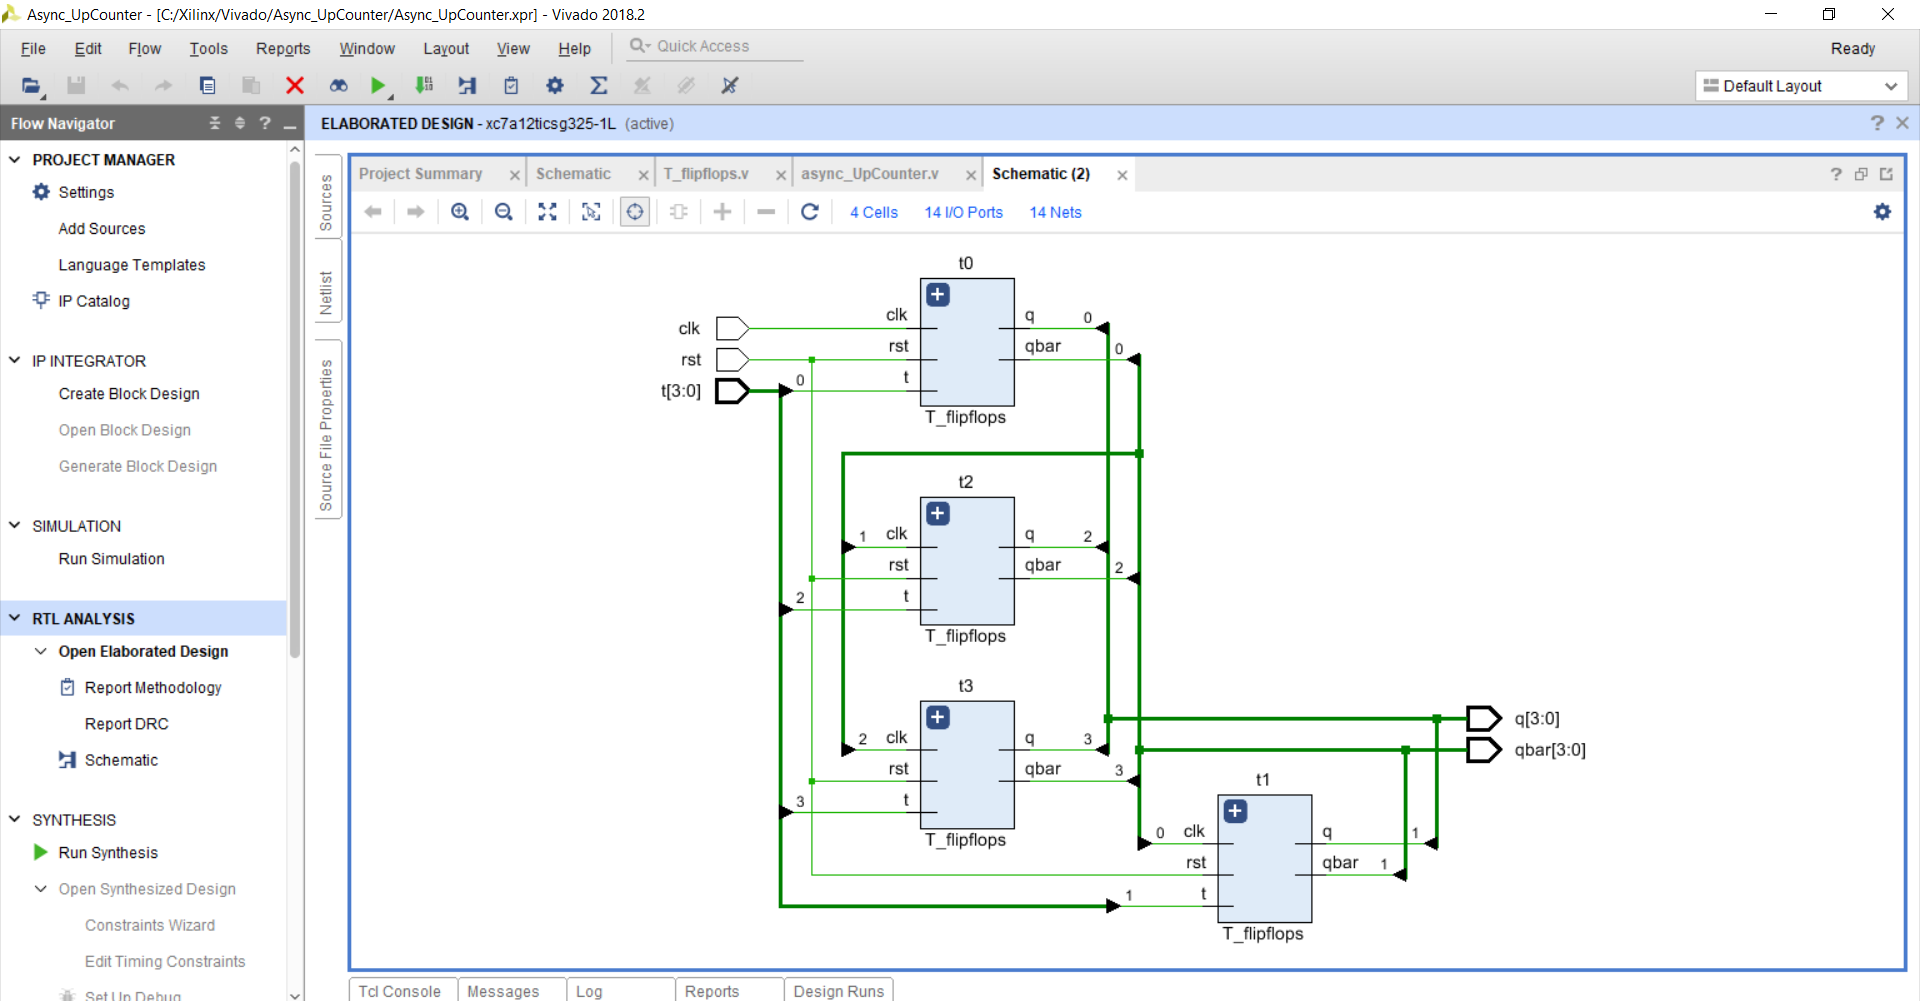 Async_UpCounter - [C:/Xilinx/Vivado/Async_UpCounter/Async_UpCounter.xpr] - Vivado 2018.2
File Edit Flow Tools Reports Window Layout View Help Quick Access Ready
Default Layout
Flow Navigator
ELABORATED DESIGN - xc7a12ticsg325-1L (active)
PROJECT MANAGER
Settings
Add Sources
Language Templates
IP Catalog
IP INTEGRATOR
Create Block Design
Open Block Design
Generate Block Design
SIMULATION
Run Simulation
RTL ANALYSIS
Open Elaborated Design
Report Methodology
Report DRC
Schematic
SYNTHESIS
Run Synthesis
Open Synthesized Design
Constraints Wizard
Edit Timing Constraints
Set Up Debug
Sources
Netlist
Source File Properties
Project Summary Schematic T_flipflops.v async_UpCounter.v Schematic (2)
4 Cells 14 I/O Ports 14 Nets
t0
clk clk q 0
rst rst qbar 0
t[3:0] 0 t
T_flipflops
t2
1 clk q 2
rst qbar 2
2 t
T_flipflops
t3
2 clk q 3
rst qbar 3
3 t
T_flipflops
q[3:0]
qbar[3:0]
t1
0 clk q 1
rst qbar 1
1 t
T_flipflops
Tcl Console Messages Log Reports Design Runs